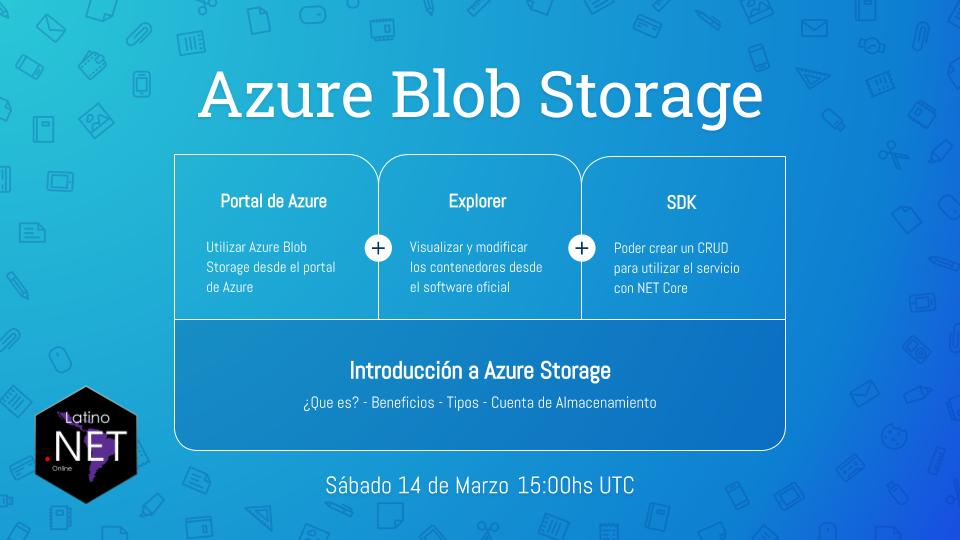 Azure Blob Storage
Portal de Azure
Utilizar Azure Blob
Storage desde el portal
de Azure
Explorer
Visualizar y modificar
los contenedores desde
el software oficial
SDK
Poder crear un CRUD
para utilizar el servicio
con NET Core
Introducción a Azure Storage
¿Que es? - Beneficios - Tipos - Cuenta de Almacenamiento
Latino
.NET
Online
Sábado 14 de Marzo 15:00hs UTC